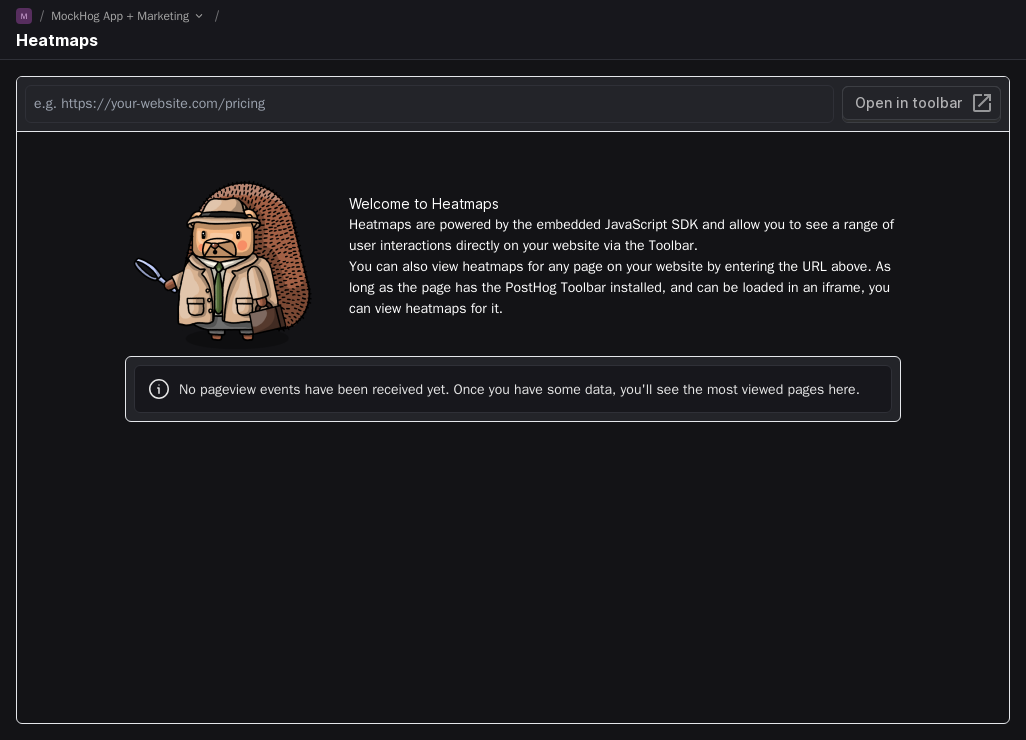 M / MockHog App + Marketing /
Heatmaps
e.g. https://your-website.com/pricing
Open in toolbar
Welcome to Heatmaps
Heatmaps are powered by the embedded JavaScript SDK and allow you to see a range of
user interactions directly on your website via the Toolbar.
You can also view heatmaps for any page on your website by entering the URL above. As
long as the page has the PostHog Toolbar installed, and can be loaded in an iframe, you
can view heatmaps for it.
No pageview events have been received yet. Once you have some data, you'll see the most viewed pages here.